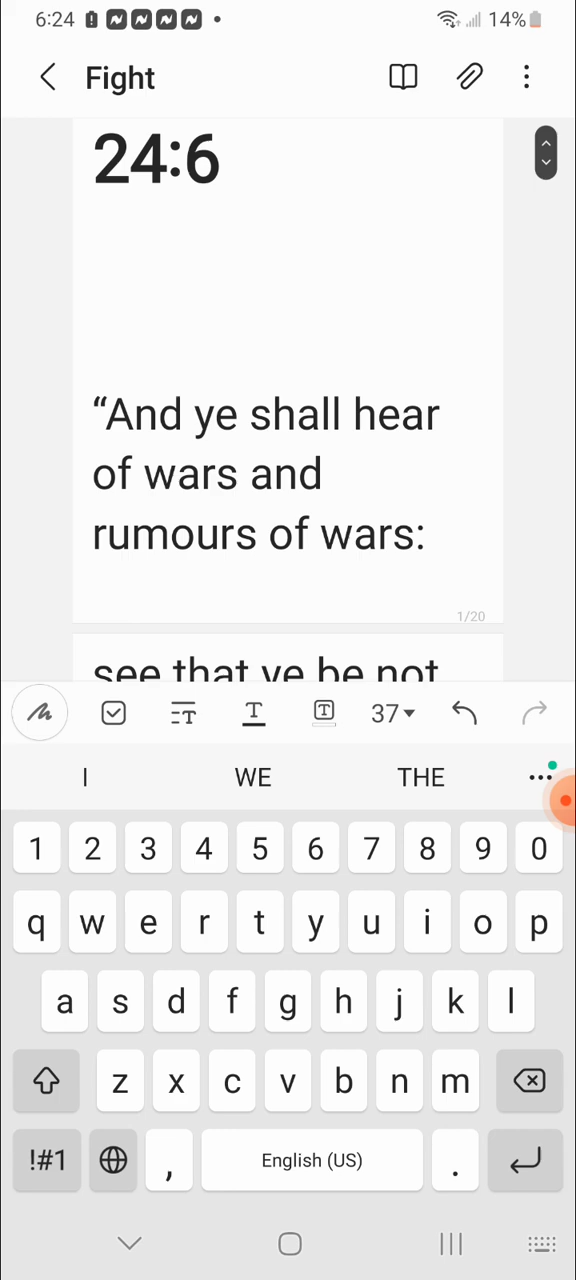 6:24 14%
Fight
24:6
“And ye shall hear
of wars and
rumours of wars:
1/20
see that ye be not
37
I WE THE
1 2 3 4 5 6 7 8 9 0
q w e r t y u i o p
a s d f g h j k l
z x c v b n m
!#1 , English (US) .